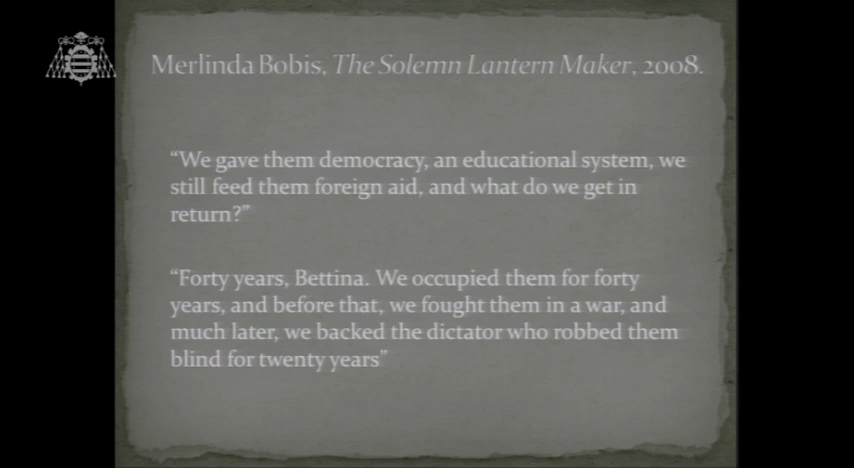 Merlinda Bobis, The Solemn Lantern Maker, 2008.
“We gave them democracy, an educational system, we
still feed them foreign aid, and what do we get in
return?”
“Forty years, Bettina. We occupied them for forty
years, and before that, we fought them in a war, and
much later, we backed the dictator who robbed them
blind for twenty years”